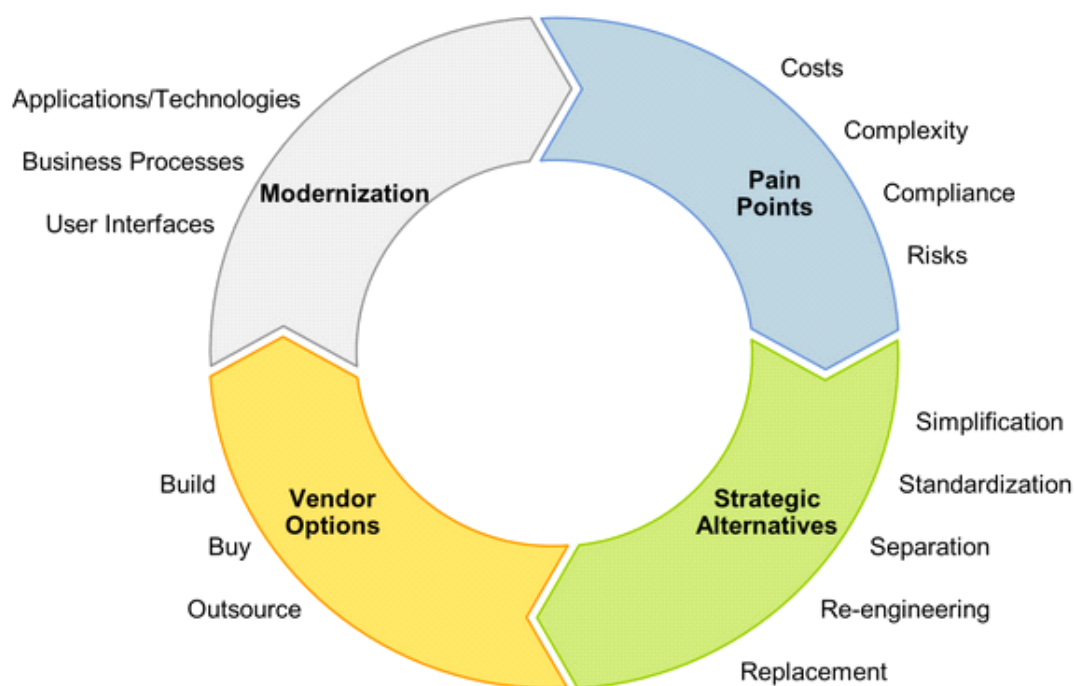 Applications/Technologies
Business Processes
User Interfaces
Modernization
Costs
Complexity
Compliance
Risks
Pain
Points
Simplification
Standardization
Separation
Re-engineering
Replacement
Strategic
Alternatives
Build
Buy
Outsource
Vendor
Options